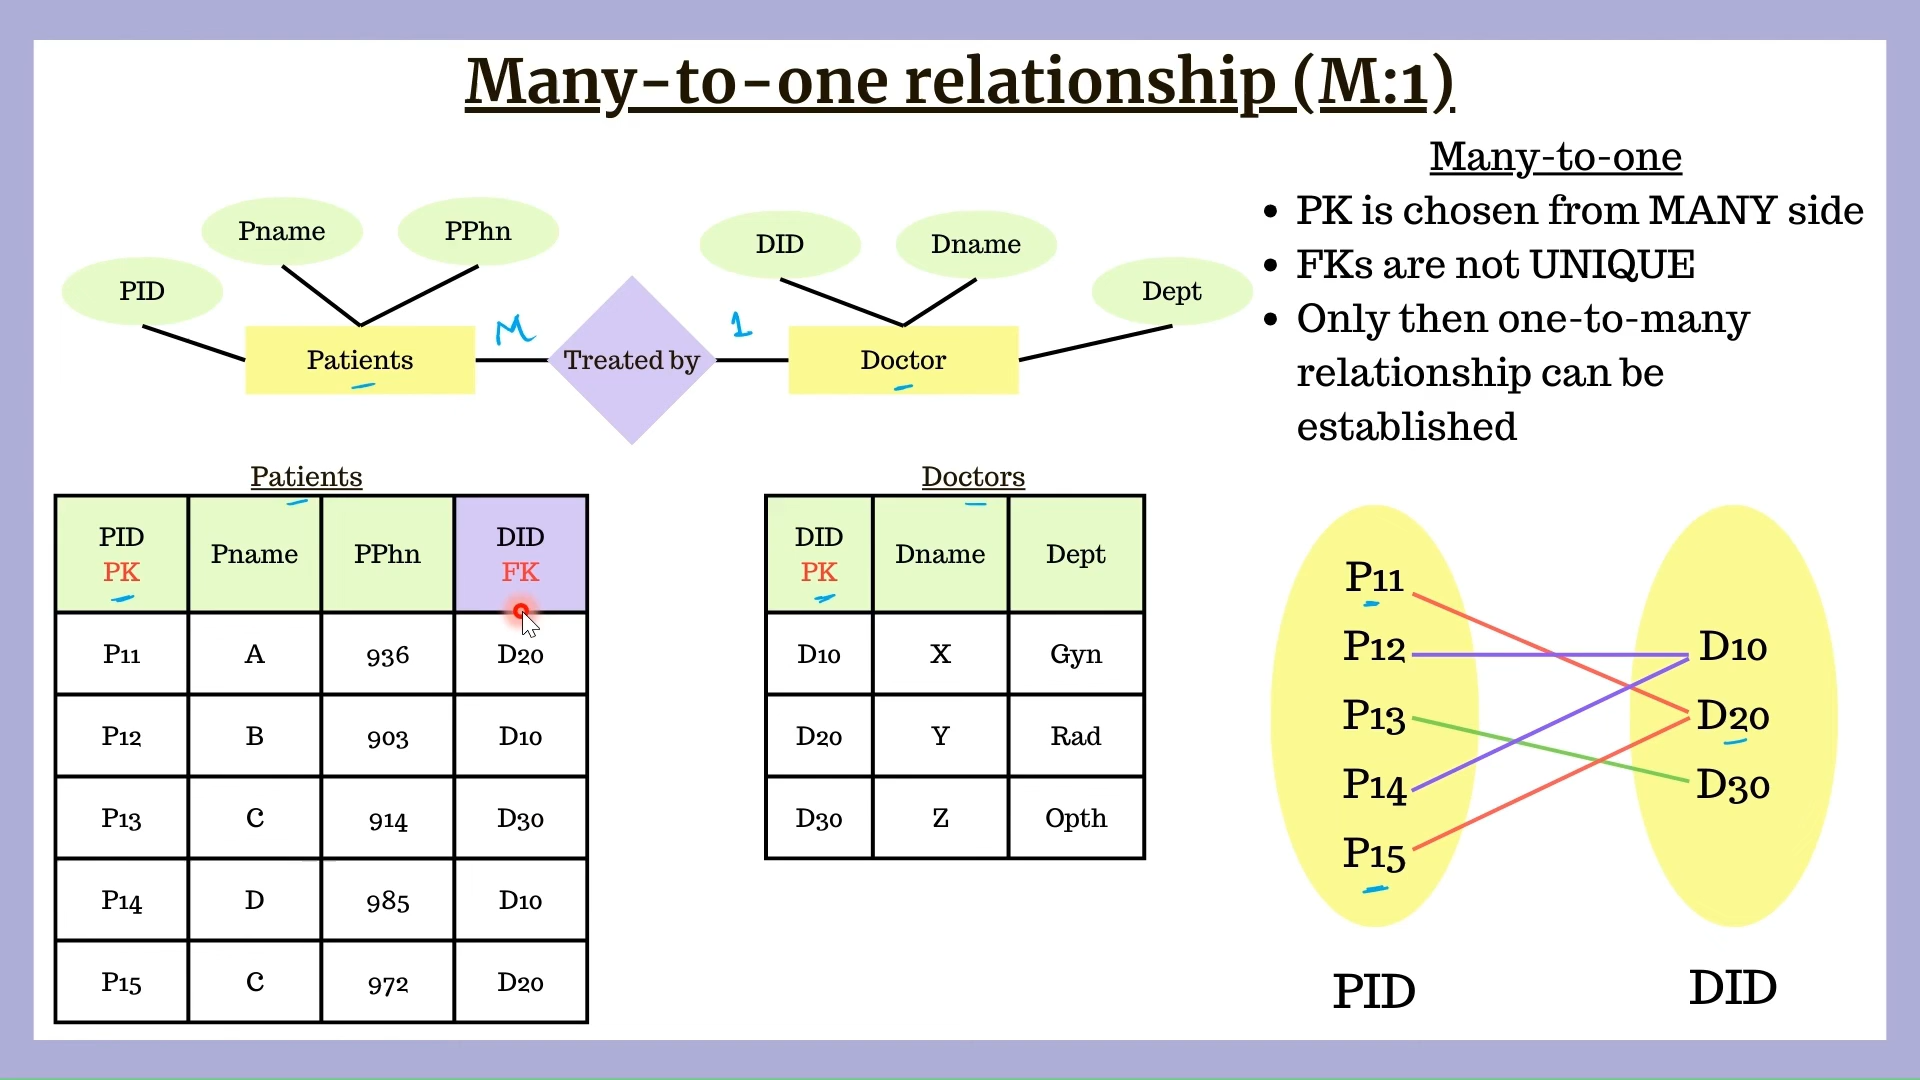 Many-to-one relationship (M:1)
Many-to-one
• PK is chosen from MANY side
• FKs are not UNIQUE
• Only then one-to-many
relationship can be
established
PID
Pname
PPhn
DID
Dname
Dept
Patients
M
Treated by
1
Doctor
Patients
PID PK Pname PPhn DID FK
P11 A 936 D20
P12 B 903 D10
P13 C 914 D30
P14 D 985 D10
P15 C 972 D20
Doctors
DID PK Dname Dept
D10 X Gyn
D20 Y Rad
D30 Z Opth
P11
P12
P13
P14
P15
PID
D10
D20
D30
DID